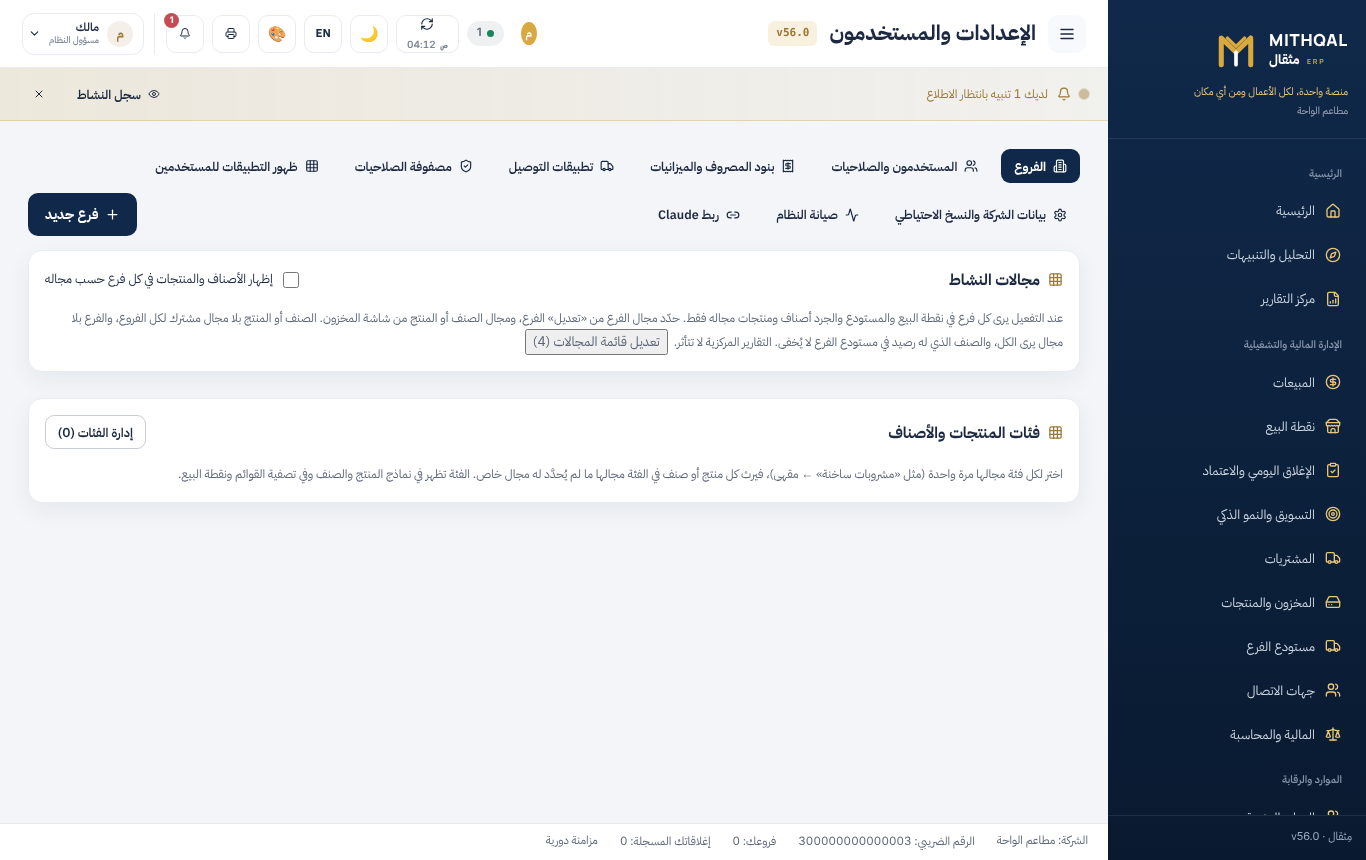 MITHQAL
مثقال ERP
منصة واحدة، لكل الأعمال ومن أي مكان
مطاعم الواحة
الرئيسية
الرئيسية
التحليل والتنبيهات
مركز التقارير
الإدارة المالية والتشغيلية
المبيعات
نقطة البيع
الإغلاق اليومي والاعتماد
التسويق والنمو الذكي
المشتريات
المخزون والمنتجات
مستودع الفرع
جهات الاتصال
المالية والمحاسبة
الموارد والرقابة
مثقال · v56.0
الإعدادات والمستخدمون
v56.0
م
1
04:12 ص
EN
1
م
مالك
مسؤول النظام
لديك 1 تنبيه بانتظار الاطلاع
سجل النشاط
الفروع
المستخدمون والصلاحيات
بنود المصروف والميزانيات
تطبيقات التوصيل
مصفوفة الصلاحيات
ظهور التطبيقات للمستخدمين
بيانات الشركة والنسخ الاحتياطي
صيانة النظام
ربط Claude
فرع جديد
مجالات النشاط
إظهار الأصناف والمنتجات في كل فرع حسب مجاله
عند التفعيل يرى كل فرع في نقطة البيع والمستودع والجرد أصناف ومنتجات مجاله فقط. حدّد مجال الفرع من «تعديل» الفرع، ومجال الصنف أو المنتج من شاشة المخزون. الصنف أو المنتج بلا مجال مشترك لكل الفروع، والفرع بلا
مجال يرى الكل، والصنف الذي له رصيد في مستودع الفرع لا يُخفى. التقارير المركزية لا تتأثر. تعديل قائمة المجالات (4)
فئات المنتجات والأصناف
إدارة الفئات (0)
اختر لكل فئة مجالها مرة واحدة (مثل «مشروبات ساخنة» ← مقهى)، فيرث كل منتج أو صنف في الفئة مجالها ما لم يُحدَّد له مجال خاص. الفئة تظهر في نماذج المنتج والصنف وفي تصفية القوائم ونقطة البيع.
الشركة: مطاعم الواحة
الرقم الضريبي: 300000000000003
فروعك: 0
إغلاقاتك المسجلة: 0
مزامنة دورية